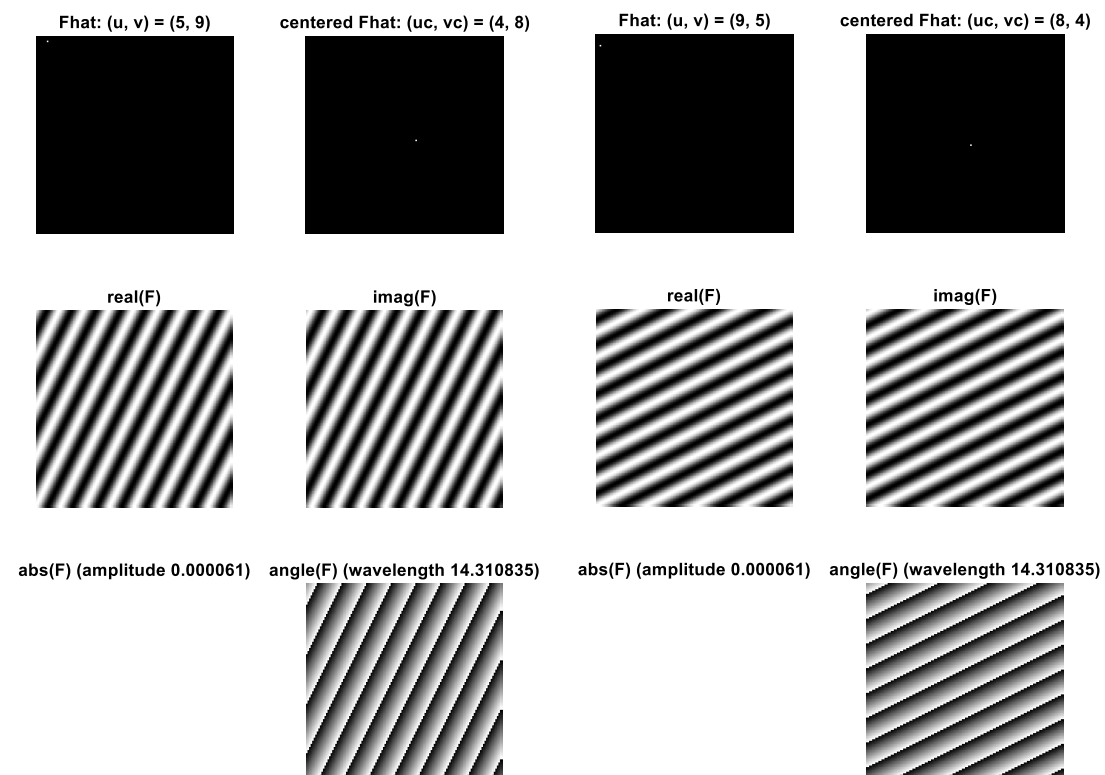 Fhat: (u, v) = (5, 9)
centered Fhat: (uc, vc) = (4, 8)
Fhat: (u, v) = (9, 5)
centered Fhat: (uc, vc) = (8, 4)
real(F)
imag(F)
real(F)
imag(F)
abs(F) (amplitude 0.000061)
angle(F) (wavelength 14.310835)
abs(F) (amplitude 0.000061)
angle(F) (wavelength 14.310835)